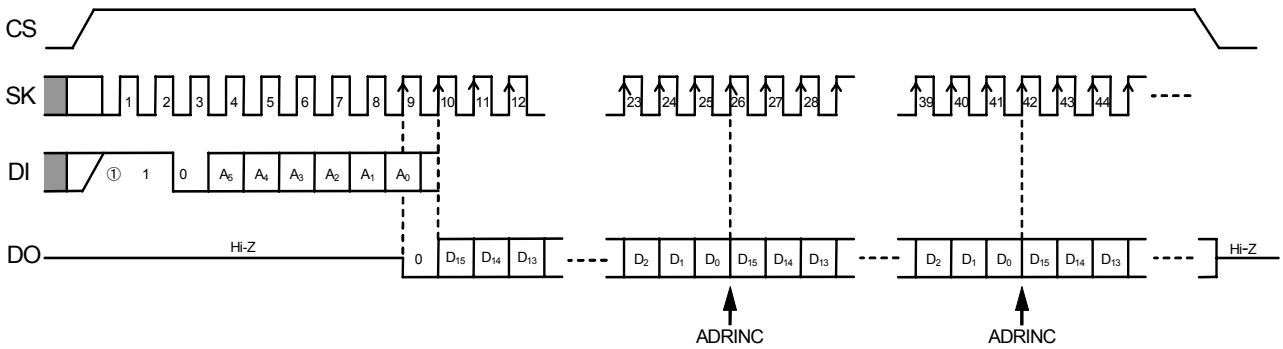 CS
SK 1 2 3 4 5 6 7 8 9 10 11 12 23 24 25 26 27 28 39 40 41 42 43 44
DI ① 1 0 A₅ A₄ A₃ A₂ A₁ A₀
DO Hi-Z 0 D₁₅ D₁₄ D₁₃ D₂ D₁ D₀ D₁₅ D₁₄ D₁₃ D₂ D₁ D₀ D₁₅ D₁₄ D₁₃ Hi-Z
ADRINC ADRINC